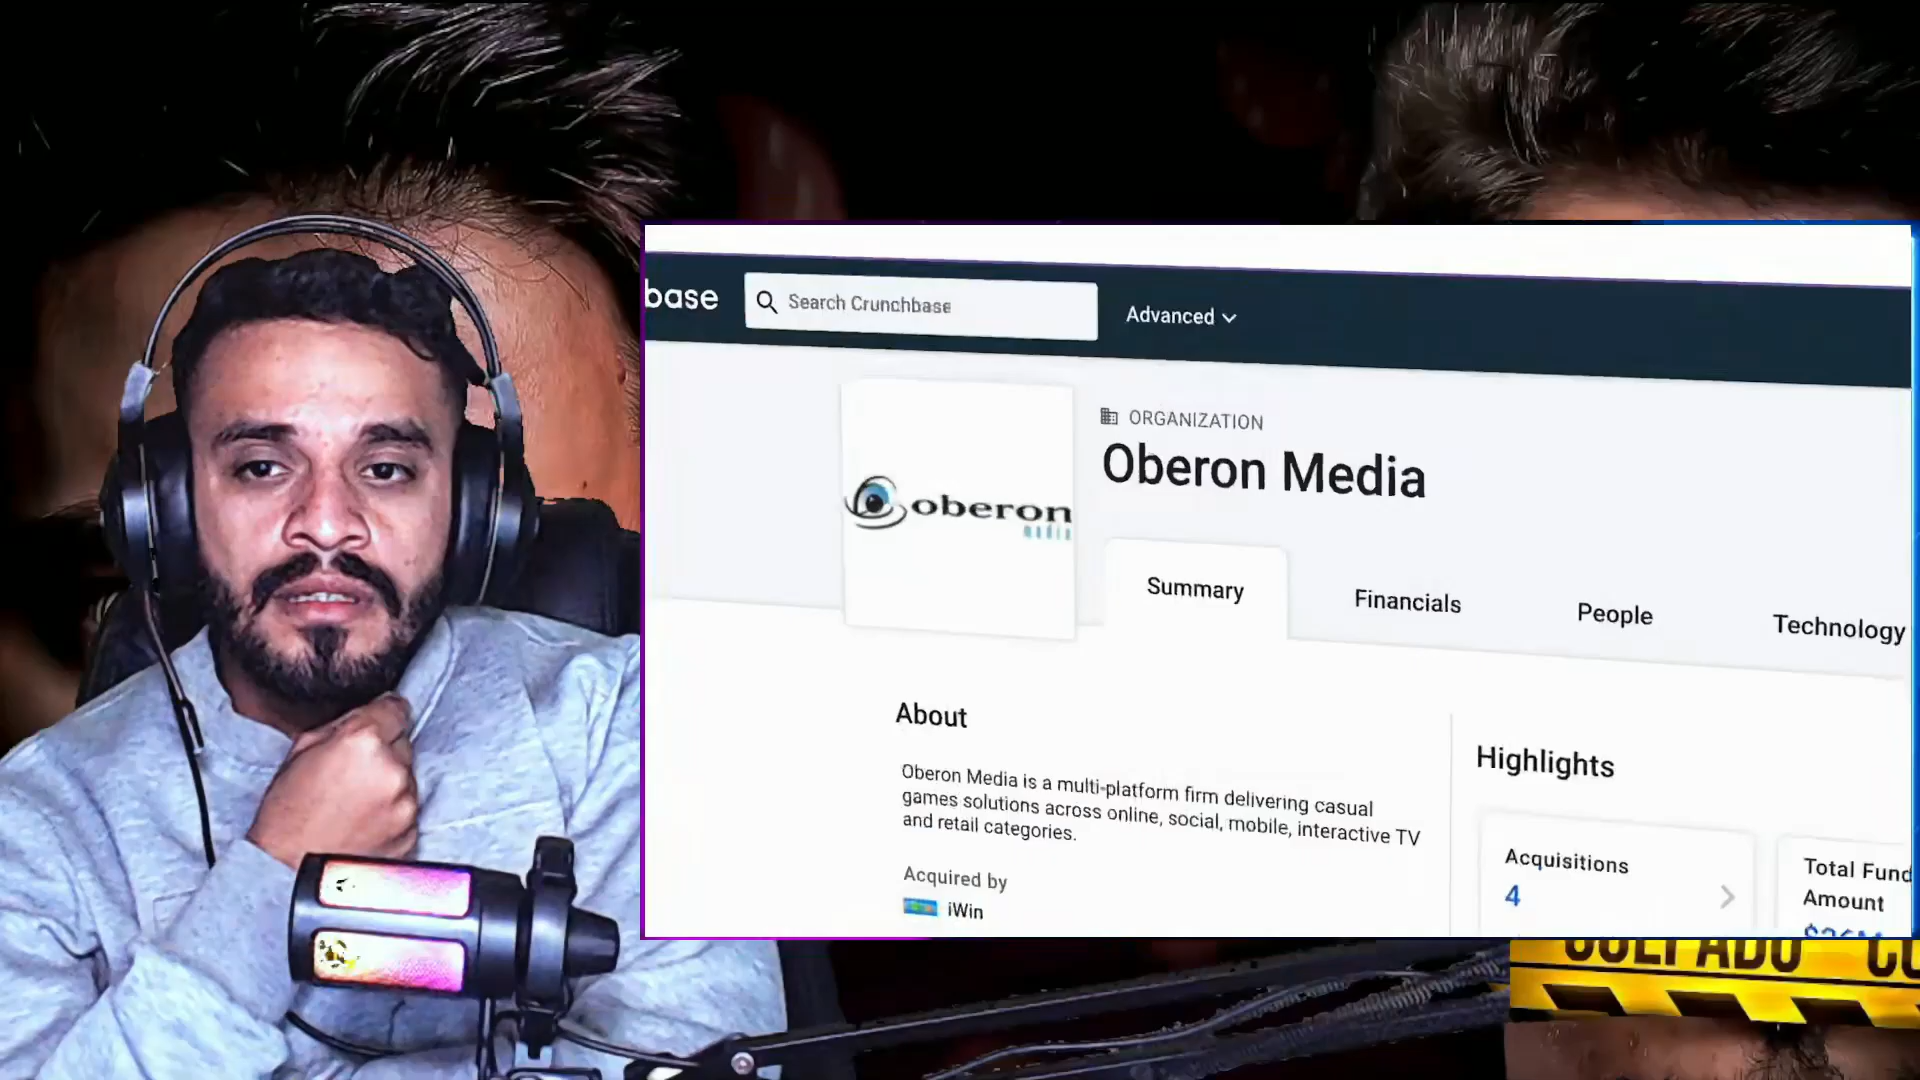 base
Search Crunchbase
Advanced
ORGANIZATION
Oberon Media
oberon
media
Summary
Financials
People
Technology
About
Oberon Media is a multi-platform firm delivering casual
games solutions across online, social, mobile, interactive TV
and retail categories.
Acquired by
iWin
Highlights
Acquisitions
4
Total Fund
Amount
CULPADO